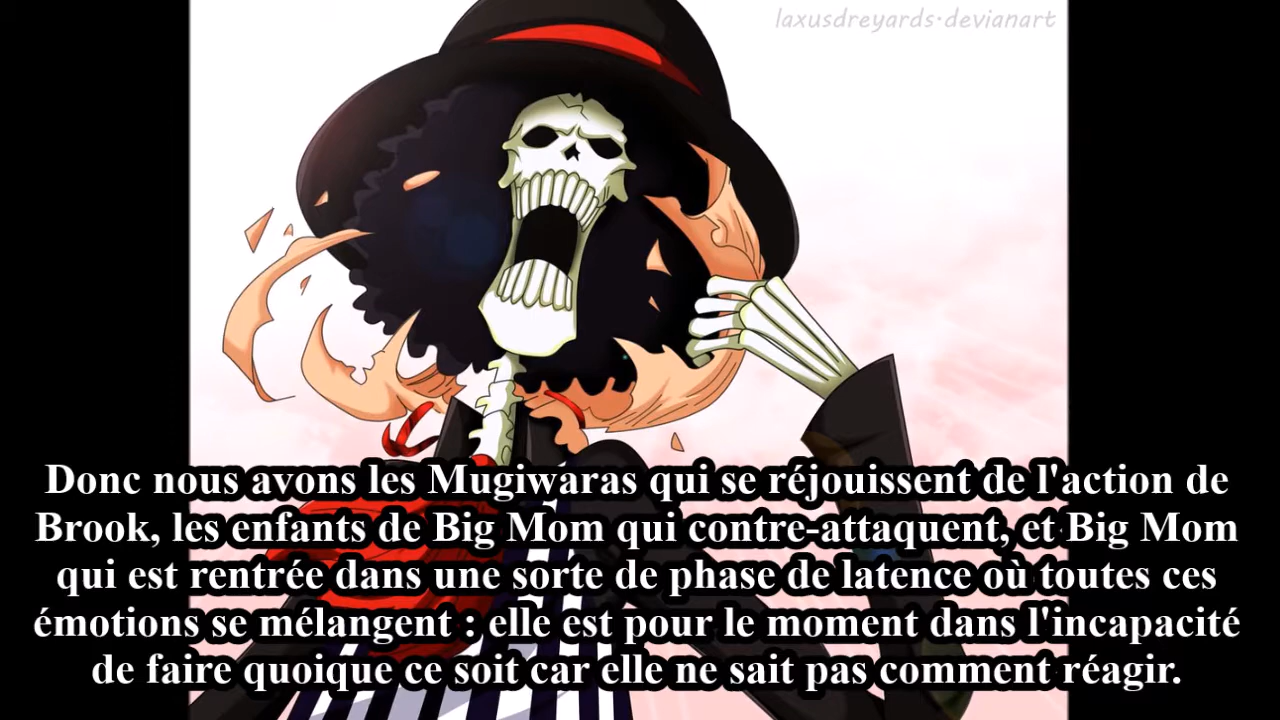 laxusdreyards·devianart
Donc nous avons les Mugiwaras qui se réjouissent de l'action de
Brook, les enfants de Big Mom qui contre-attaquent, et Big Mom
qui est rentrée dans une sorte de phase de latence où toutes ces
émotions se mélangent : elle est pour le moment dans l'incapacité
de faire quoique ce soit car elle ne sait pas comment réagir.